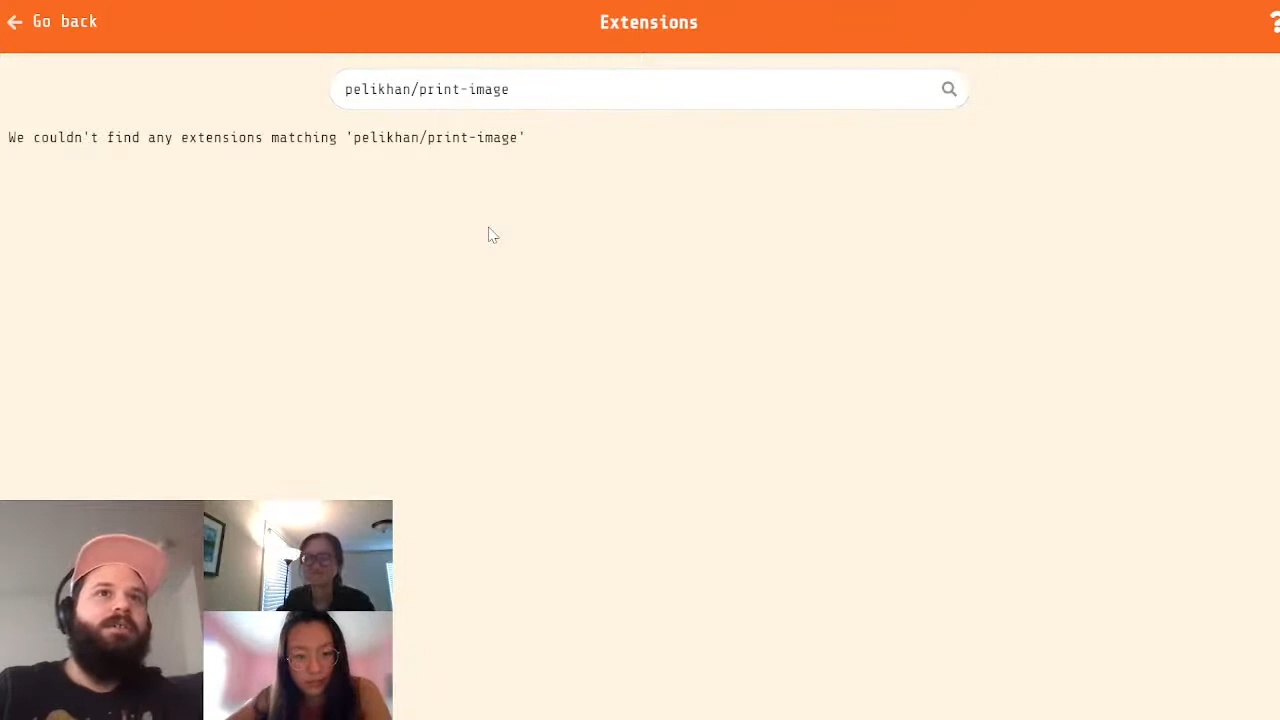 Go back
Extensions
pelikhan/print-image
We couldn't find any extensions matching 'pelikhan/print-image'